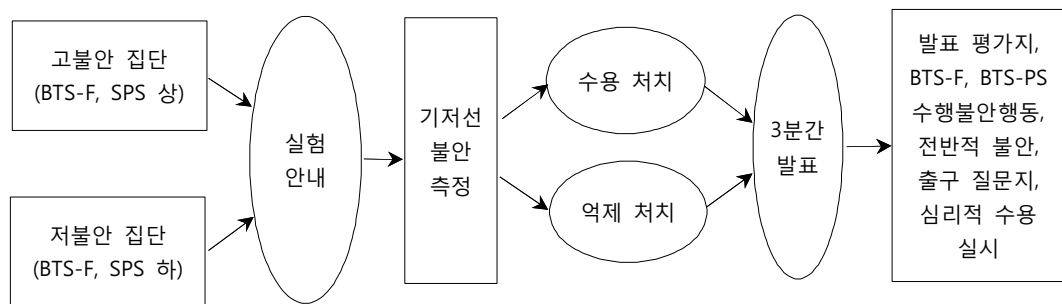 고불안 집단
(BTS-F, SPS 상)
저불안 집단
(BTS-F, SPS 하)
실험
안내
기저선
불안
측정
수용 처치
억제 처치
3분간
발표
발표 평가지,
BTS-F, BTS-PS
수행불안행동,
전반적 불안,
출구 질문지,
심리적 수용
실시